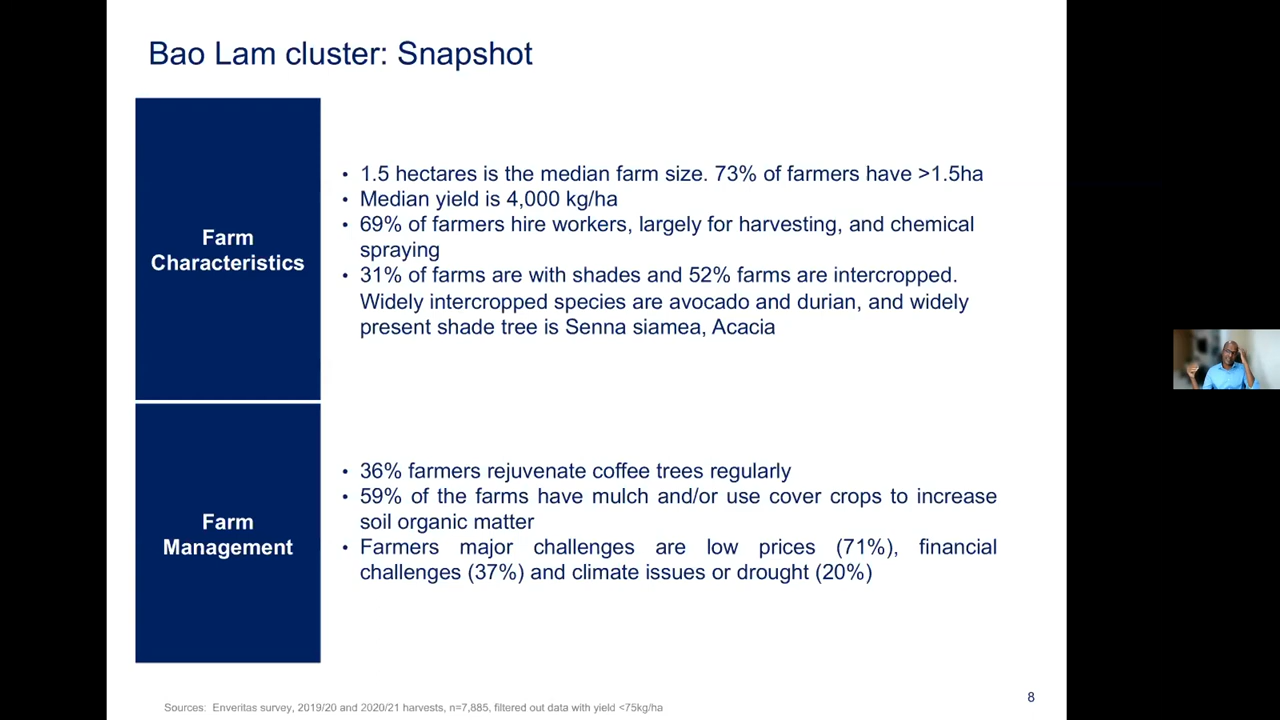 Bao Lam cluster: Snapshot
Farm
Characteristics
• 1.5 hectares is the median farm size. 73% of farmers have >1.5ha
• Median yield is 4,000 kg/ha
• 69% of farmers hire workers, largely for harvesting, and chemical
spraying
• 31% of farms are with shades and 52% farms are intercropped.
Widely intercropped species are avocado and durian, and widely
present shade tree is Senna siamea, Acacia
Farm
Management
• 36% farmers rejuvenate coffee trees regularly
• 59% of the farms have mulch and/or use cover crops to increase
soil organic matter
• Farmers major challenges are low prices (71%), financial
challenges (37%) and climate issues or drought (20%)
Sources: Enveritas survey, 2019/20 and 2020/21 harvests, n=7,885, filtered out data with yield <75kg/ha
8